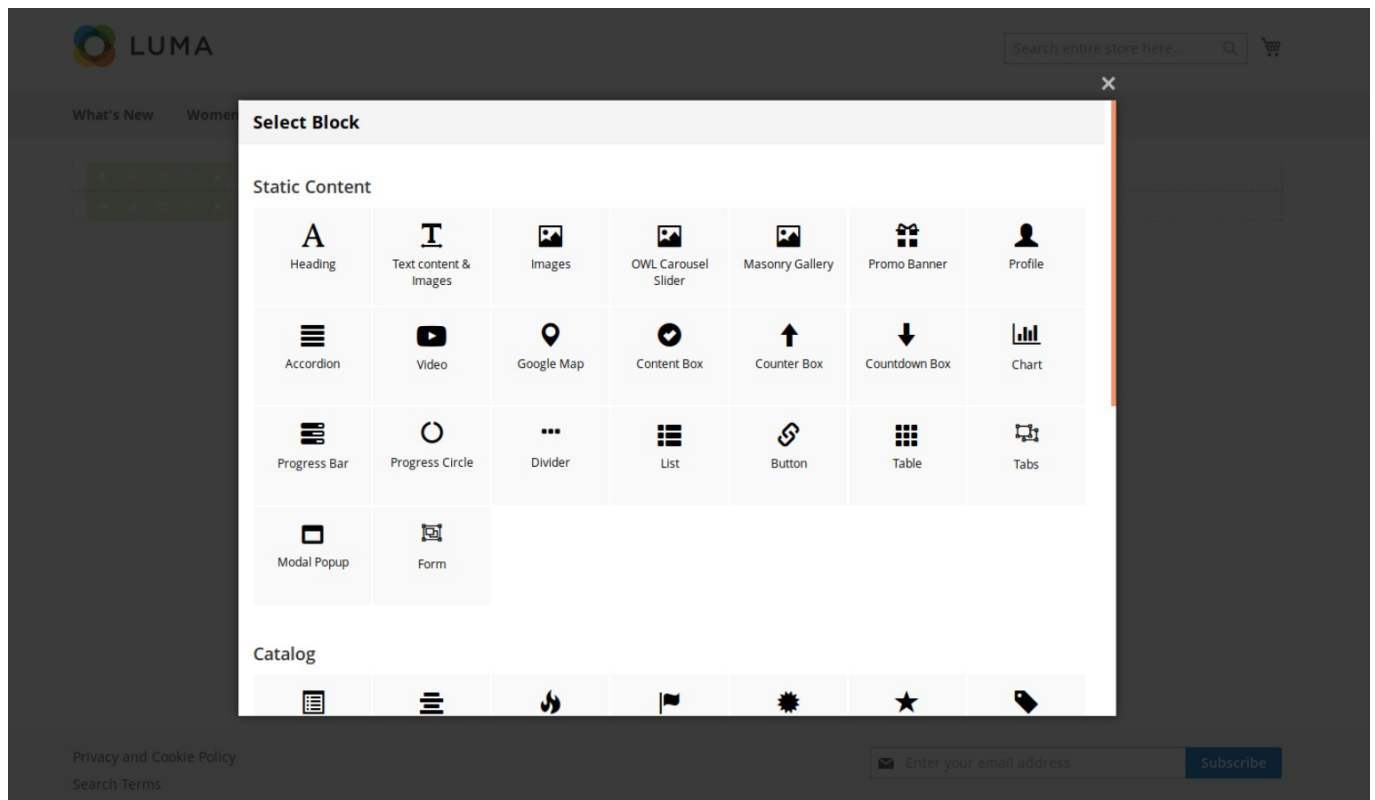 LUMA
Search entire store here...
What's New Women
Select Block
Static Content
Heading
Text content &
Images
Images
OWL Carousel
Slider
Masonry Gallery
Promo Banner
Profile
Accordion
Video
Google Map
Content Box
Counter Box
Countdown Box
Chart
Progress Bar
Progress Circle
Divider
List
Button
Table
Tabs
Modal Popup
Form
Catalog
Privacy and Cookie Policy
Enter your email address
Subscribe
Search Terms